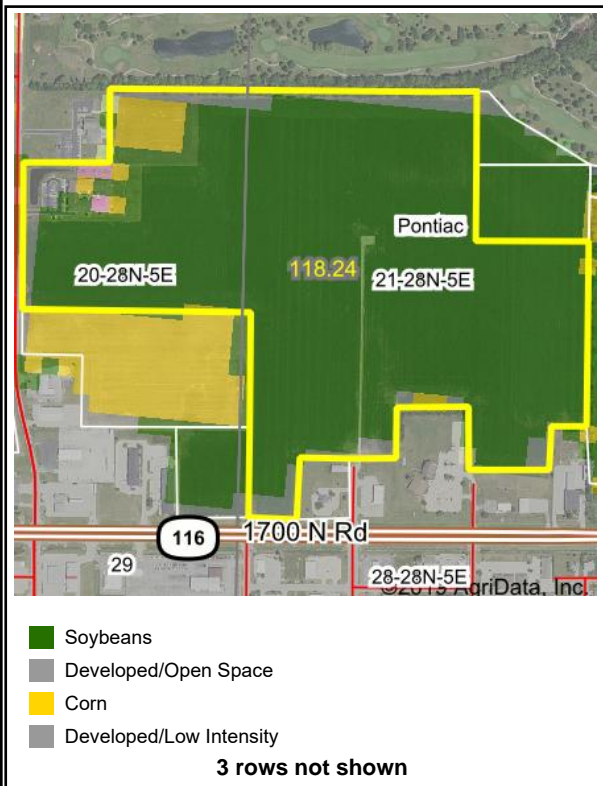 Pontiac
118.24
20-28N-5E
21-28N-5E
116
1700 N Rd
29
28-28N-5E
©2019 AgriData, Inc.
Soybeans
Developed/Open Space
Corn
Developed/Low Intensity
3 rows not shown